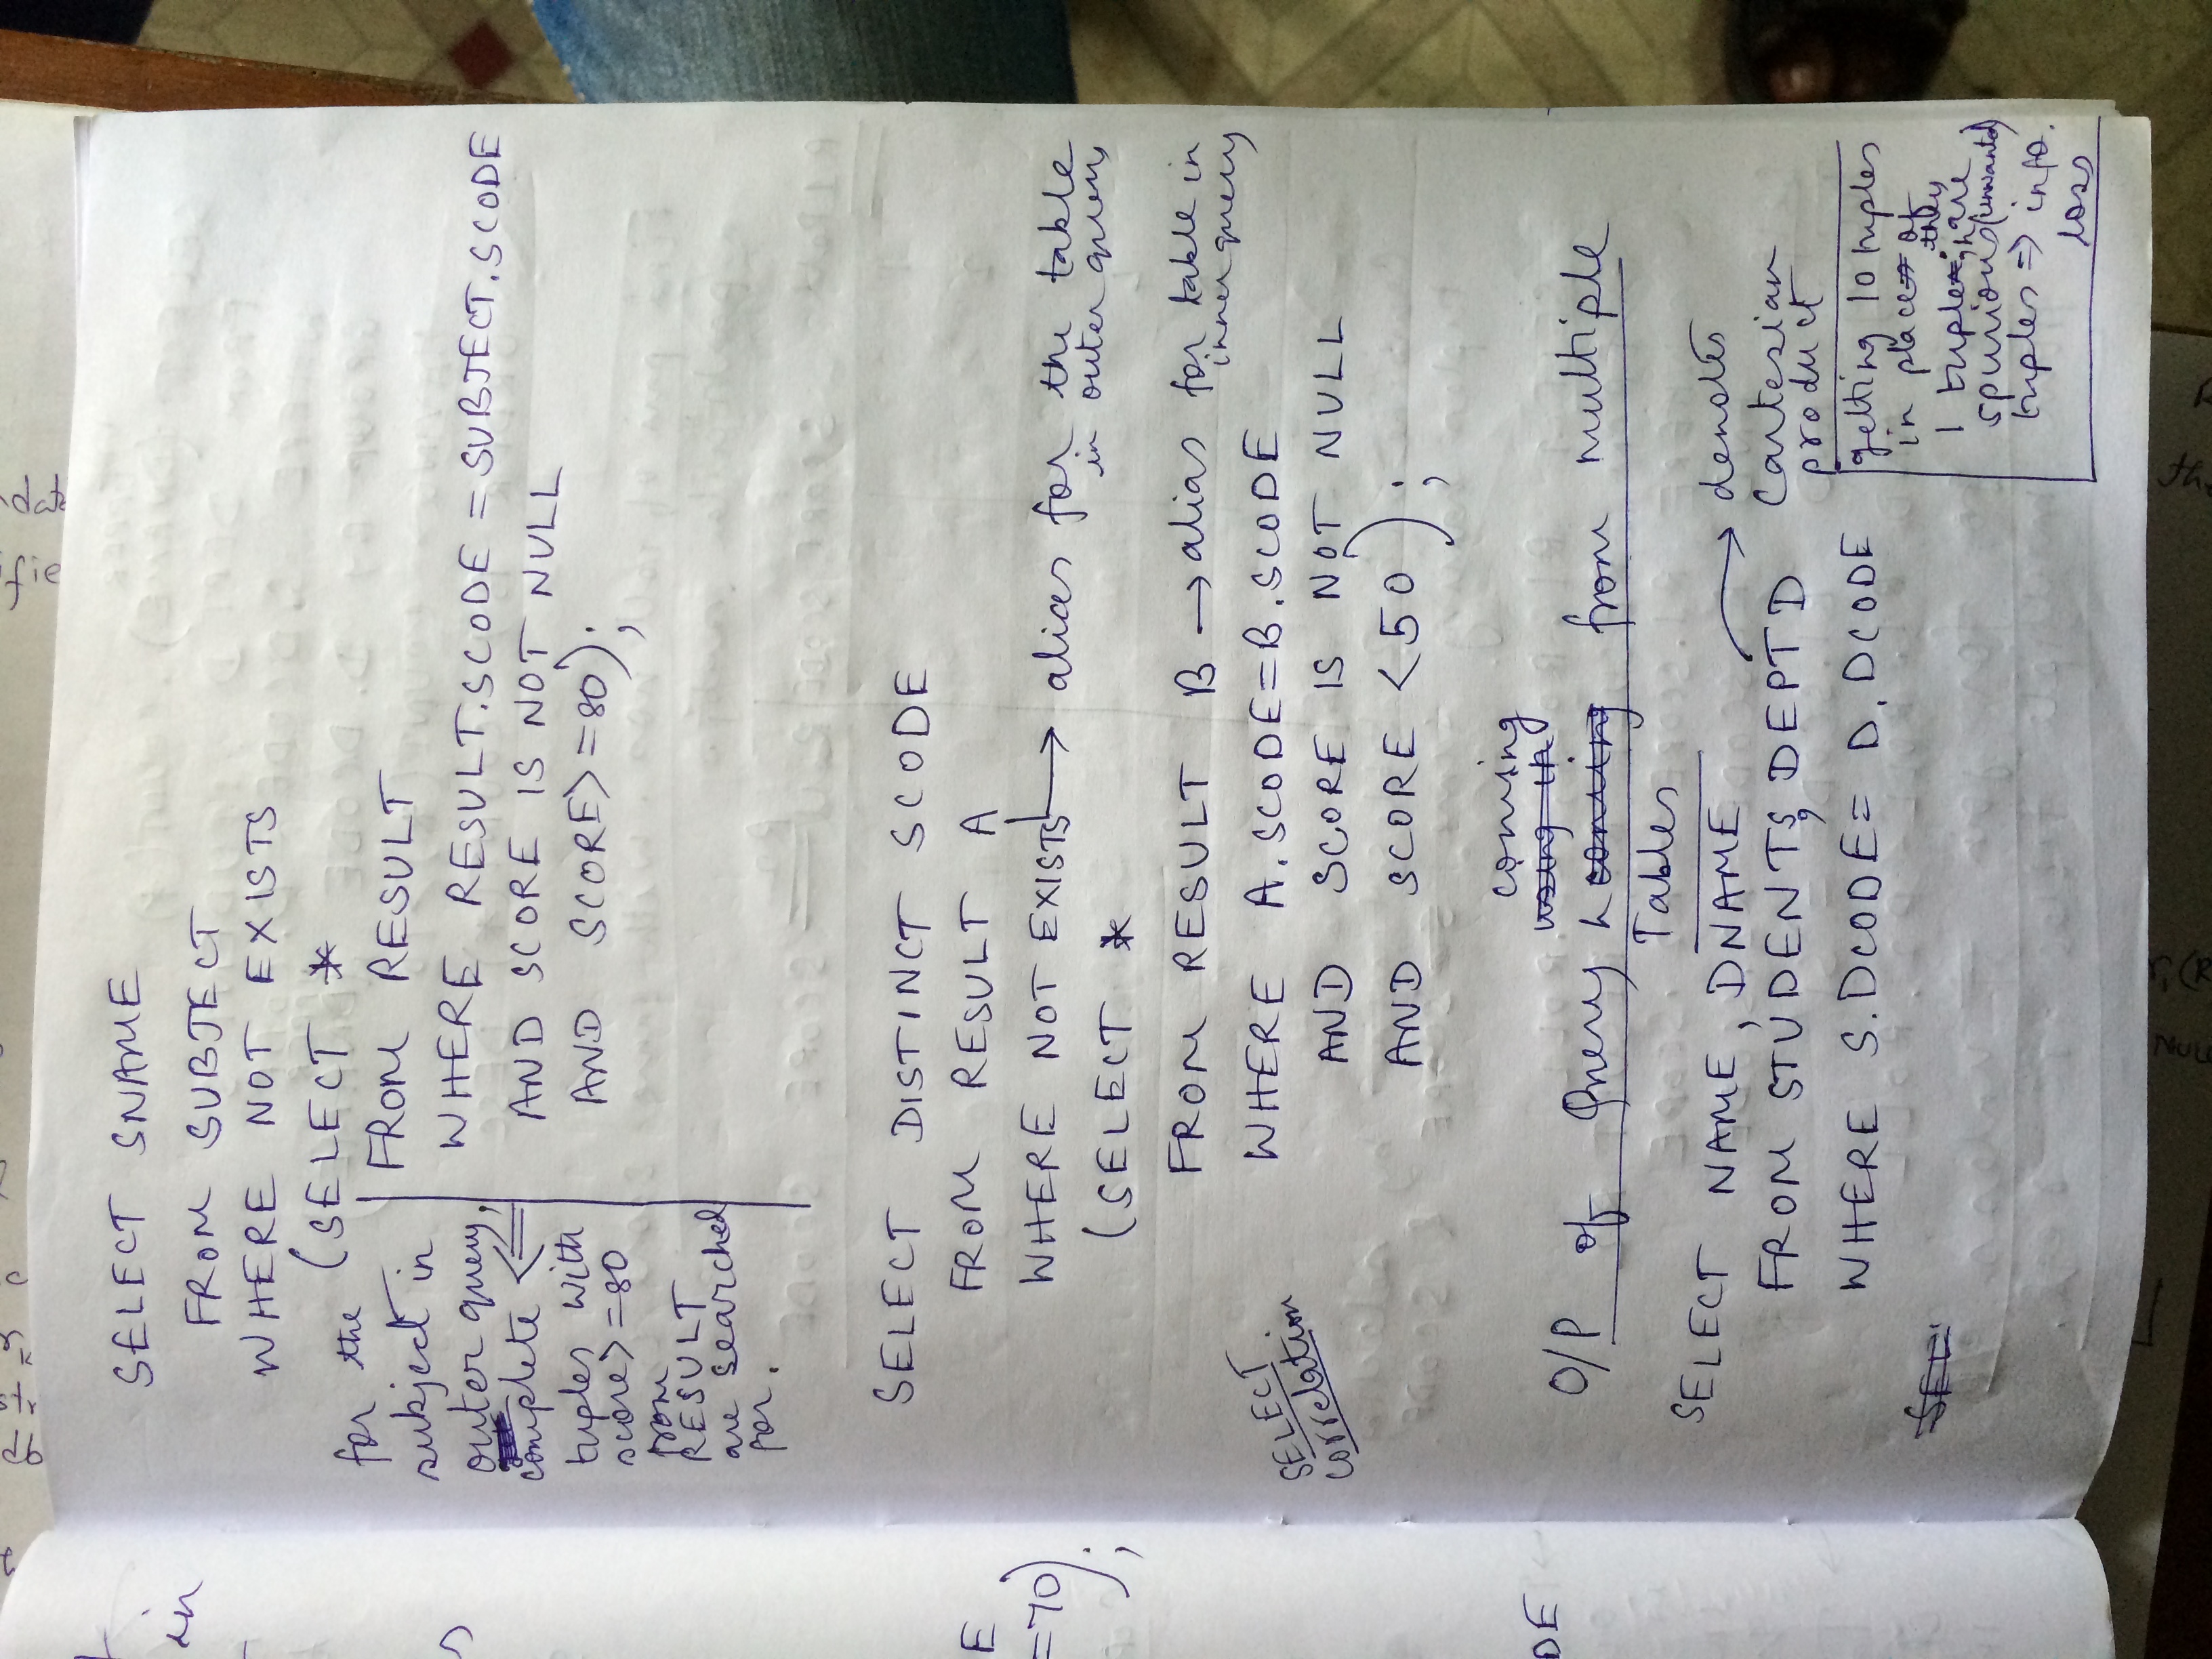 SELECT SNAME
FROM SUBJECT
WHERE NOT EXISTS
(SELECT *
FROM RESULT
WHERE RESULT.SCODE = SUBJECT.SCODE
AND SCORE IS NOT NULL
AND SCORE>=80);
for the
subject in
outer query,
complete <=
tuples with
score>=80
from
RESULT
are searched
for.
SELECT DISTINCT SCODE
FROM RESULT A
WHERE NOT EXISTS → alias for the table
in outer query
(SELECT *
FROM RESULT B → alias for table in
inner query
WHERE A.SCODE=B.SCODE
AND SCORE IS NOT NULL
AND SCORE <50);
SELECT
correlation
coming
using in
O/P of Query coming from multiple
Tables
SELECT NAME, DNAME → denotes
FROM STUDENT S, DEPT D Cartesian
product
WHERE S.DCODE= D.DCODE
SEL
getting 10 tuples
in place of
they
1 tuple; are
spurious (unwanted)
tuples => info.
loss
in
s
E
=70);
DE